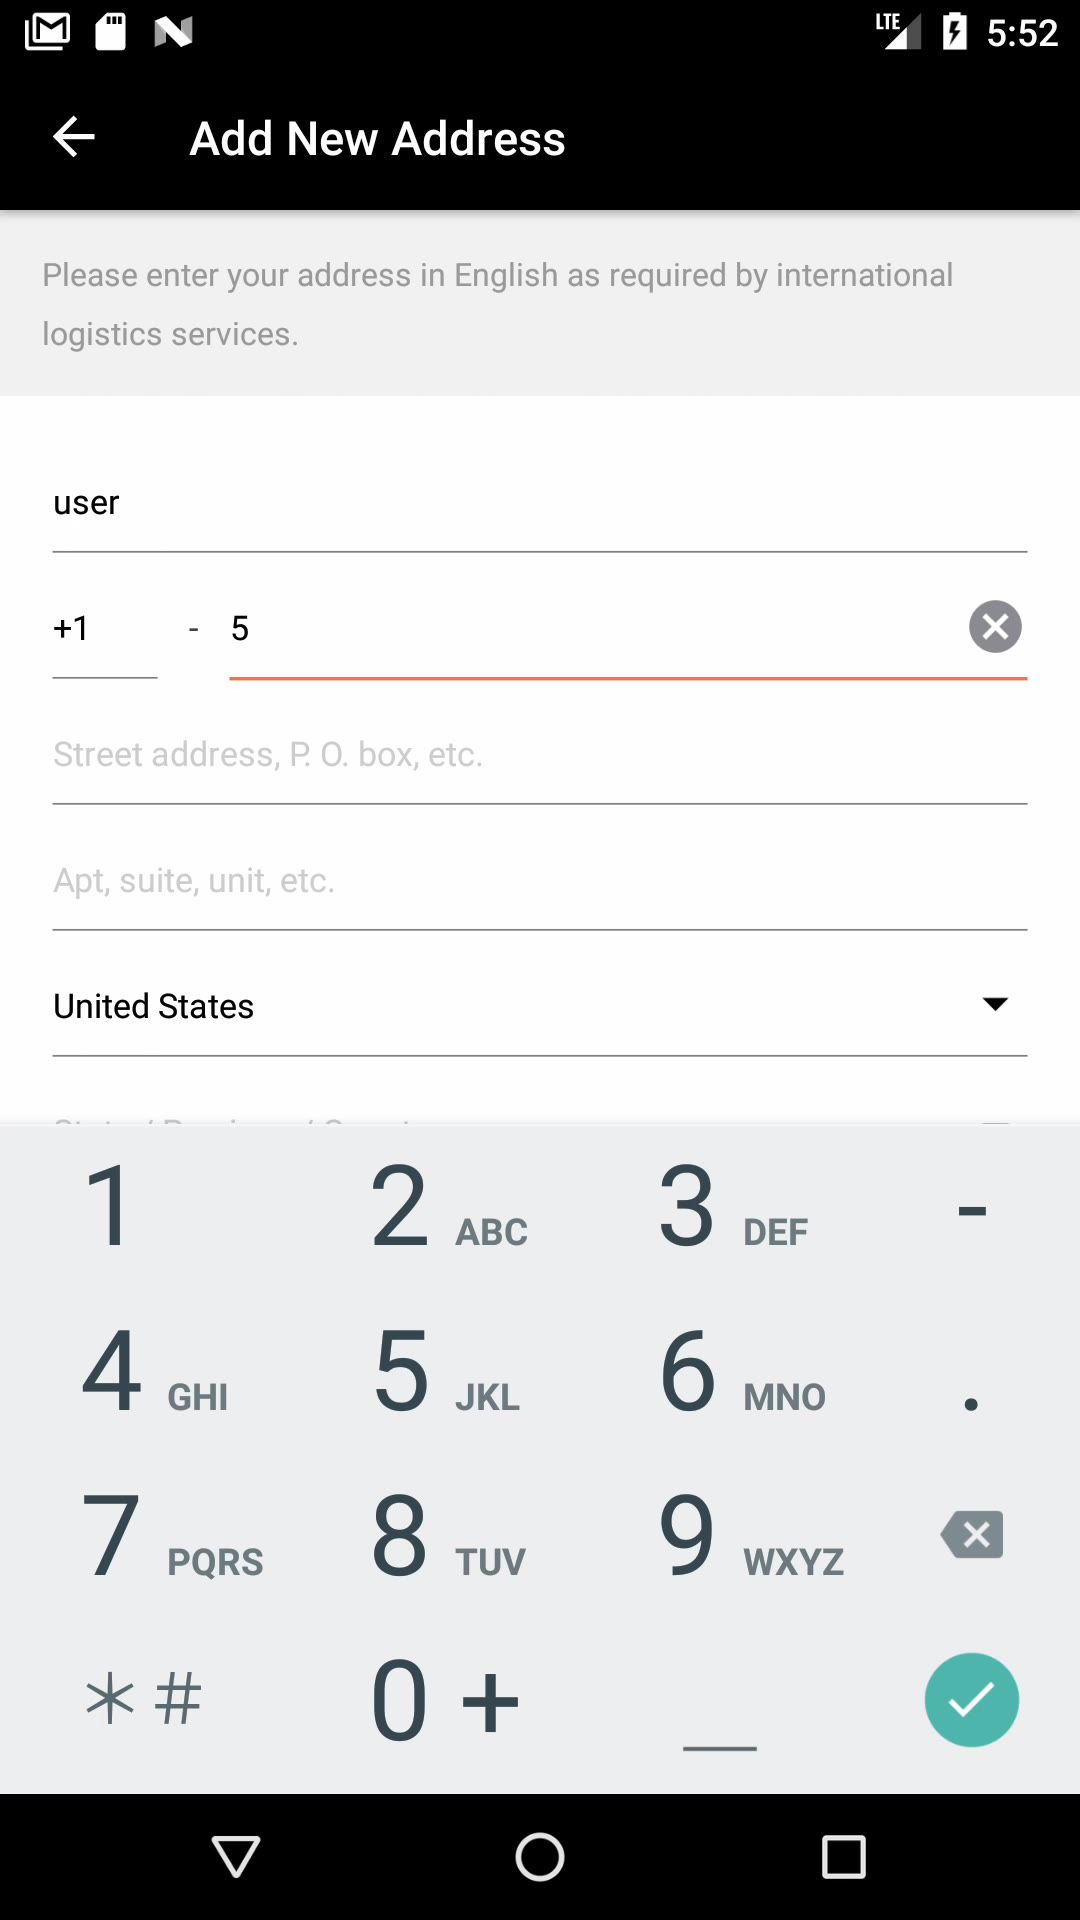 LTE 5:52
Add New Address
Please enter your address in English as required by international
logistics services.
user
+1 - 5
Street address, P. O. box, etc.
Apt, suite, unit, etc.
United States
1 2 ABC 3 DEF -
4 GHI 5 JKL 6 MNO .
7 PQRS 8 TUV 9 WXYZ
*# 0 +